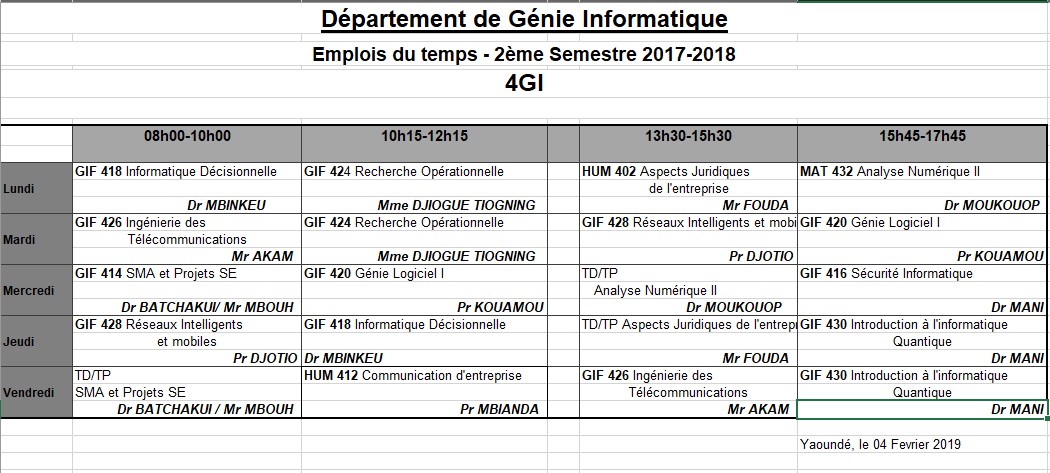 Département de Génie Informatique
Emplois du temps - 2ème Semestre 2017-2018
4GI
08h00-10h00 10h15-12h15 13h30-15h30 15h45-17h45
Lundi
GIF 418 Informatique Décisionnelle
Dr MBINKEU
GIF 424 Recherche Opérationnelle
Mme DJIOGUE TIOGNING
HUM 402 Aspects Juridiques
de l'entreprise
Mr FOUDA
MAT 432 Analyse Numérique II
Dr MOUKOUOP
Mardi
GIF 426 Ingénierie des
Télécommunications
Mr AKAM
GIF 424 Recherche Opérationnelle
Mme DJIOGUE TIOGNING
GIF 428 Réseaux Intelligents et mobi
Pr DJOTIO
GIF 420 Génie Logiciel I
Pr KOUAMOU
Mercredi
GIF 414 SMA et Projets SE
Dr BATCHAKUI/ Mr MBOUH
GIF 420 Génie Logiciel I
Pr KOUAMOU
TD/TP
Analyse Numérique II
Dr MOUKOUOP
GIF 416 Sécurité Informatique
Dr MANI
Jeudi
GIF 428 Réseaux Intelligents
et mobiles
Pr DJOTIO
GIF 418 Informatique Décisionnelle
Dr MBINKEU
TD/TP Aspects Juridiques de l'entrep
Mr FOUDA
GIF 430 Introduction à l'informatique
Quantique
Dr MANI
Vendredi
TD/TP
SMA et Projets SE
Dr BATCHAKUI / Mr MBOUH
HUM 412 Communication d'entreprise
Pr MBIANDA
GIF 426 Ingénierie des
Télécommunications
Mr AKAM
GIF 430 Introduction à l'informatique
Quantique
Dr MANI
Yaoundé, le 04 Fevrier 2019